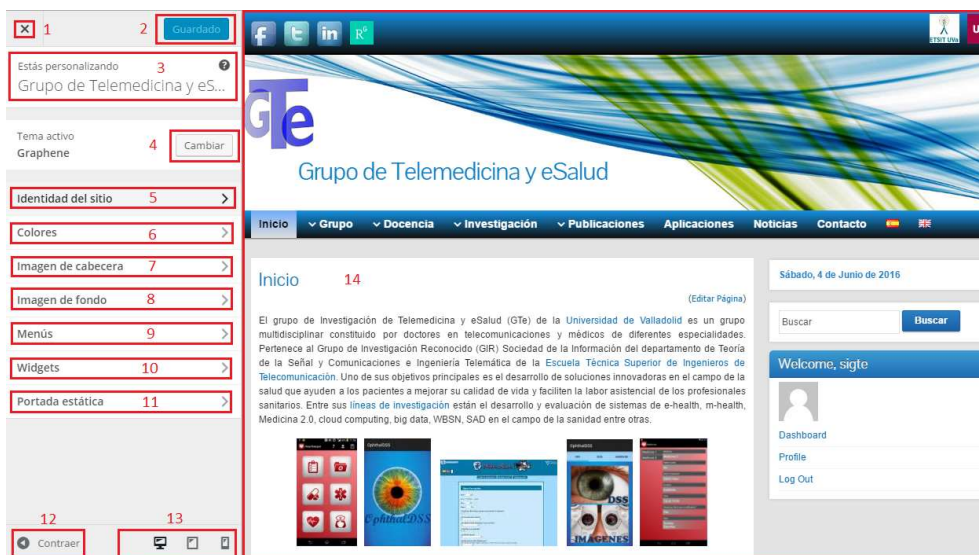 1
2
Guardado
Estás personalizando
3
Grupo de Telemedicina y eS...
Tema activo
Graphene
4
Cambiar
Identidad del sitio
5
Colores
6
Imagen de cabecera
7
Imagen de fondo
8
Menús
9
Widgets
10
Portada estática
11
12
13
Contraer
f
t
in
R⁶
ETSIT UVa
GTe
Grupo de Telemedicina y eSalud
Inicio Grupo Docencia Investigación Publicaciones Aplicaciones Noticias Contacto
Inicio
14
(Editar Página)
El grupo de Investigación de Telemedicina y eSalud (GTe) de la Universidad de Valladolid es un grupo
multidisciplinar constituido por doctores en telecomunicaciones y médicos de diferentes especialidades.
Pertenece al Grupo de Investigación Reconocido (GIR) Sociedad de la Información del departamento de Teoría
de la Señal y Comunicaciones e Ingeniería Telemática de la Escuela Técnica Superior de Ingenieros de
Telecomunicación. Uno de sus objetivos principales es el desarrollo de soluciones innovadoras en el campo de la
salud que ayuden a los pacientes a mejorar su calidad de vida y faciliten la labor asistencial de los profesionales
sanitarios. Entre sus líneas de investigación están el desarrollo y evaluación de sistemas de e-health, m-health,
Medicina 2.0, cloud computing, big data, WBSN, SAD en el campo de la sanidad entre otras.
OphthalDSS
OphthalDSS
OphthalDSS
DSS
IMÁGENES
Sábado, 4 de Junio de 2016
Buscar
Buscar
Welcome, sigte
Dashboard
Profile
Log Out